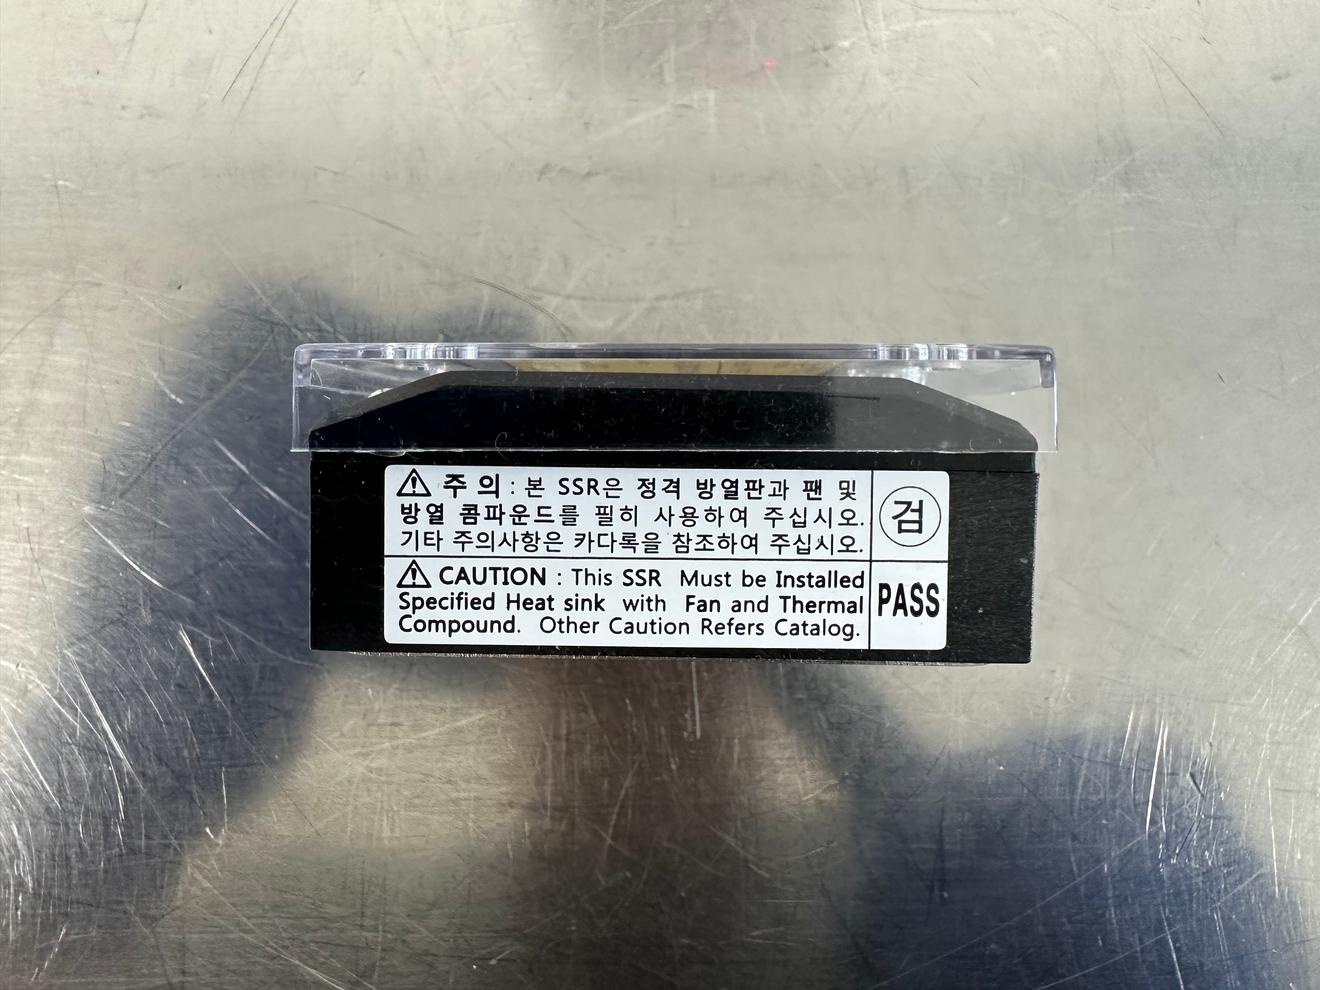 ⚠ 주 의 : 본 SSR은 정격 방열판과 팬 및
방열 콤파운드를 필히 사용하여 주십시오.
기타 주의사항은 카다록을 참조하여 주십시오.
검
⚠ CAUTION : This SSR Must be Installed
Specified Heat sink with Fan and Thermal
Compound. Other Caution Refers Catalog.
PASS